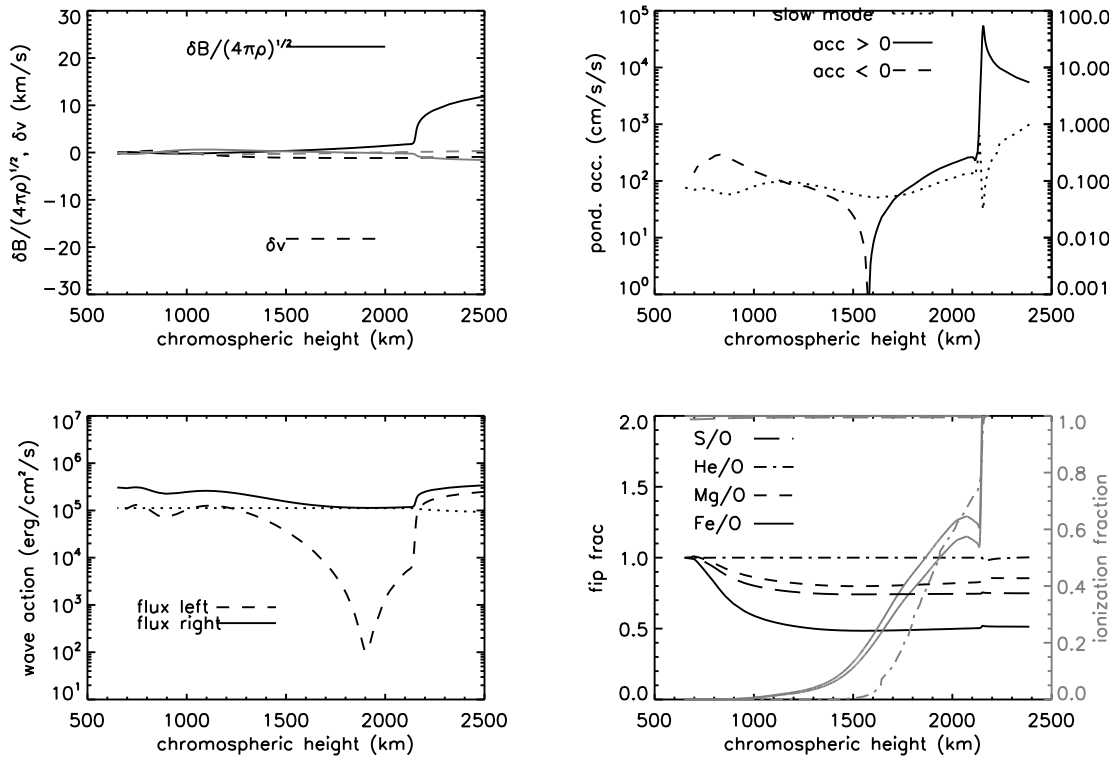 δB/(4πρ)^1/2, δv (km/s)
30
20
10
0
−10
−20
−30
δB/(4πρ)^1/2
δv
500
1000
1500
2000
2500
chromospheric height (km)
pond. acc. (cm/s/s)
10^5
10^4
10^3
10^2
10^1
10^0
slow mode
acc > 0
acc < 0
100.0
10.00
1.000
0.100
0.010
0.001
500
1000
1500
2000
2500
chromospheric height (km)
wave action (erg/cm^2/s)
10^7
10^6
10^5
10^4
10^3
10^2
10^1
flux left
flux right
500
1000
1500
2000
2500
chromospheric height (km)
fip frac
2.0
1.5
1.0
0.5
0.0
S/O
He/O
Mg/O
Fe/O
1.0
0.8
0.6
0.4
0.2
0.0
ionization fraction
500
1000
1500
2000
2500
chromospheric height (km)